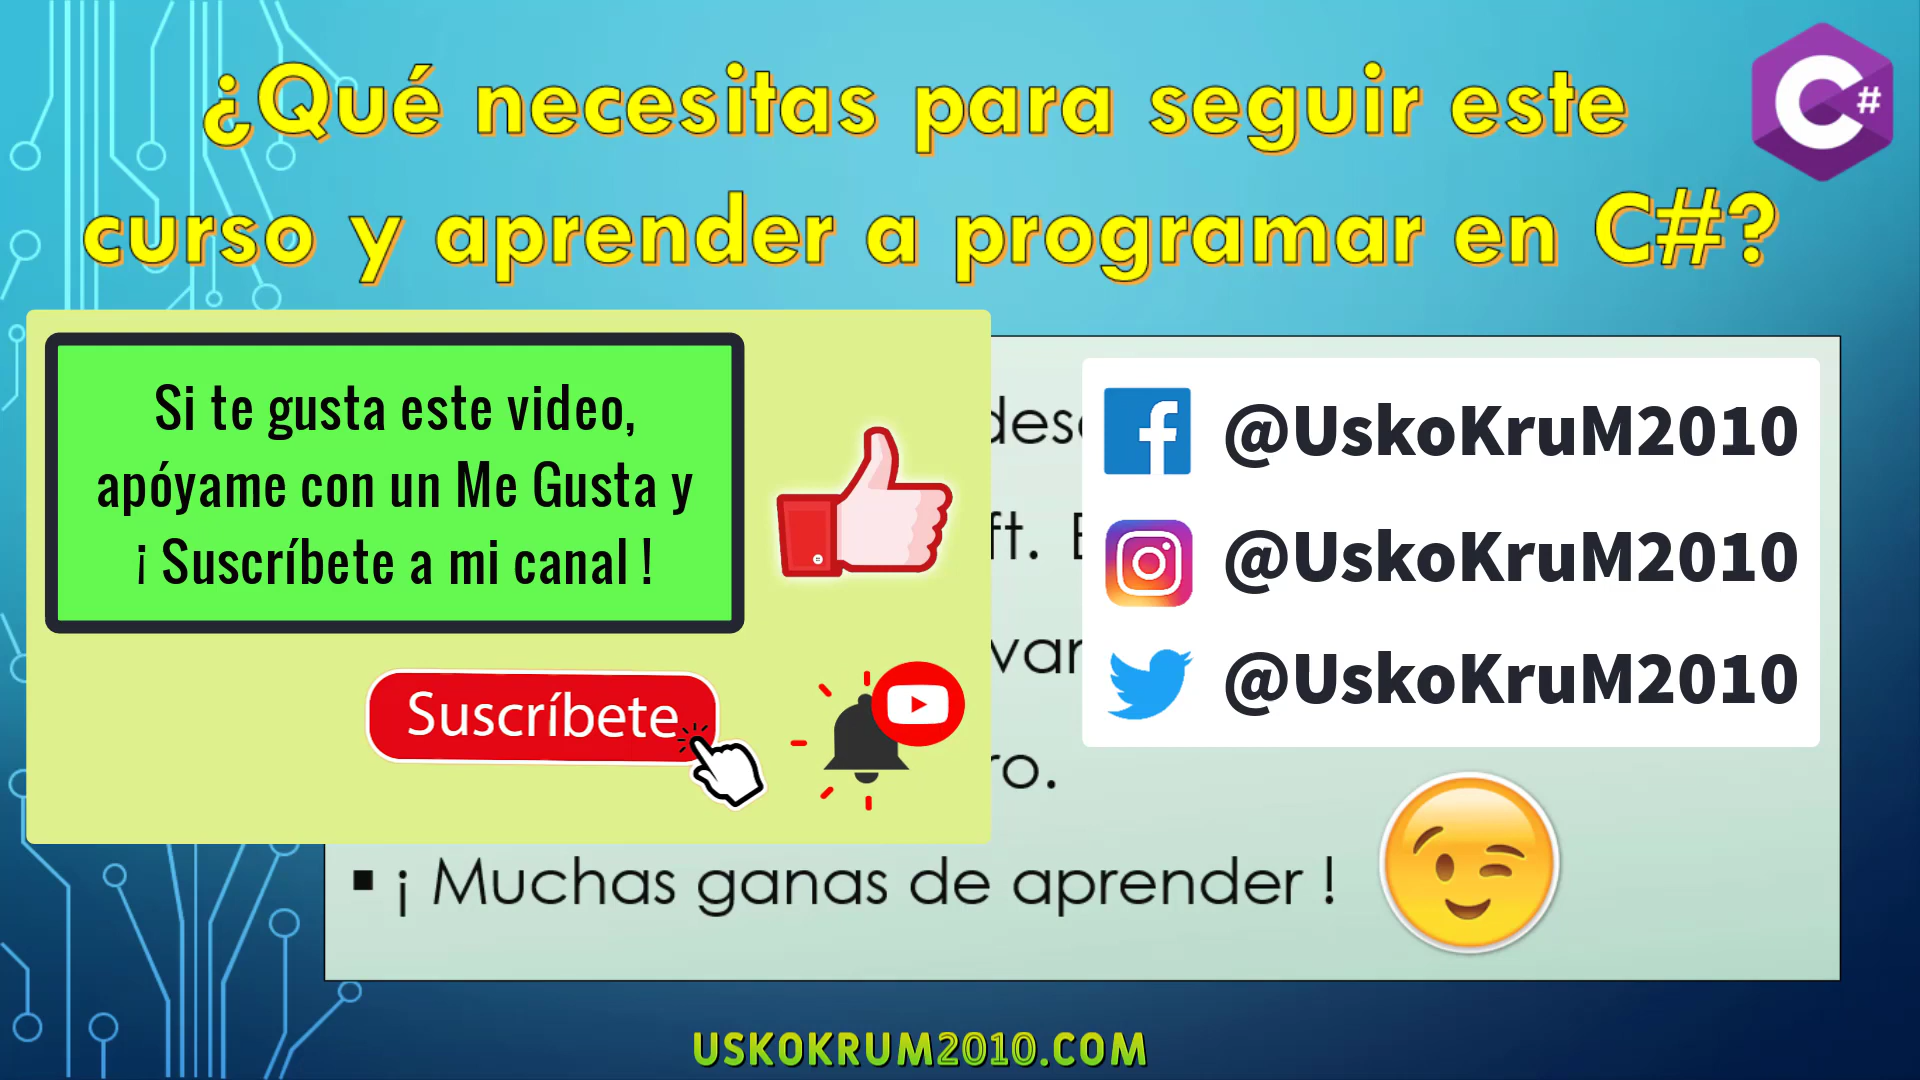 ¿Qué necesitas para seguir este
curso y aprender a programar en C#?
C#
Si te gusta este video,
apóyame con un Me Gusta y
¡ Suscríbete a mi canal !
Suscríbete
@UskoKruM2010
@UskoKruM2010
@UskoKruM2010
▪ ¡ Muchas ganas de aprender !
USKOKRUM2010.COM